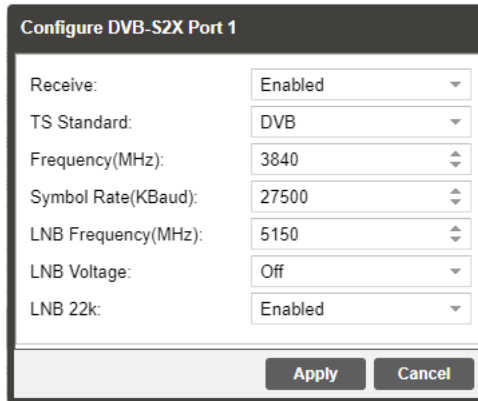 Configure DVB-S2X Port 1
Receive: Enabled
TS Standard: DVB
Frequency(MHz): 3840
Symbol Rate(KBaud): 27500
LNB Frequency(MHz): 5150
LNB Voltage: Off
LNB 22k: Enabled
Apply Cancel